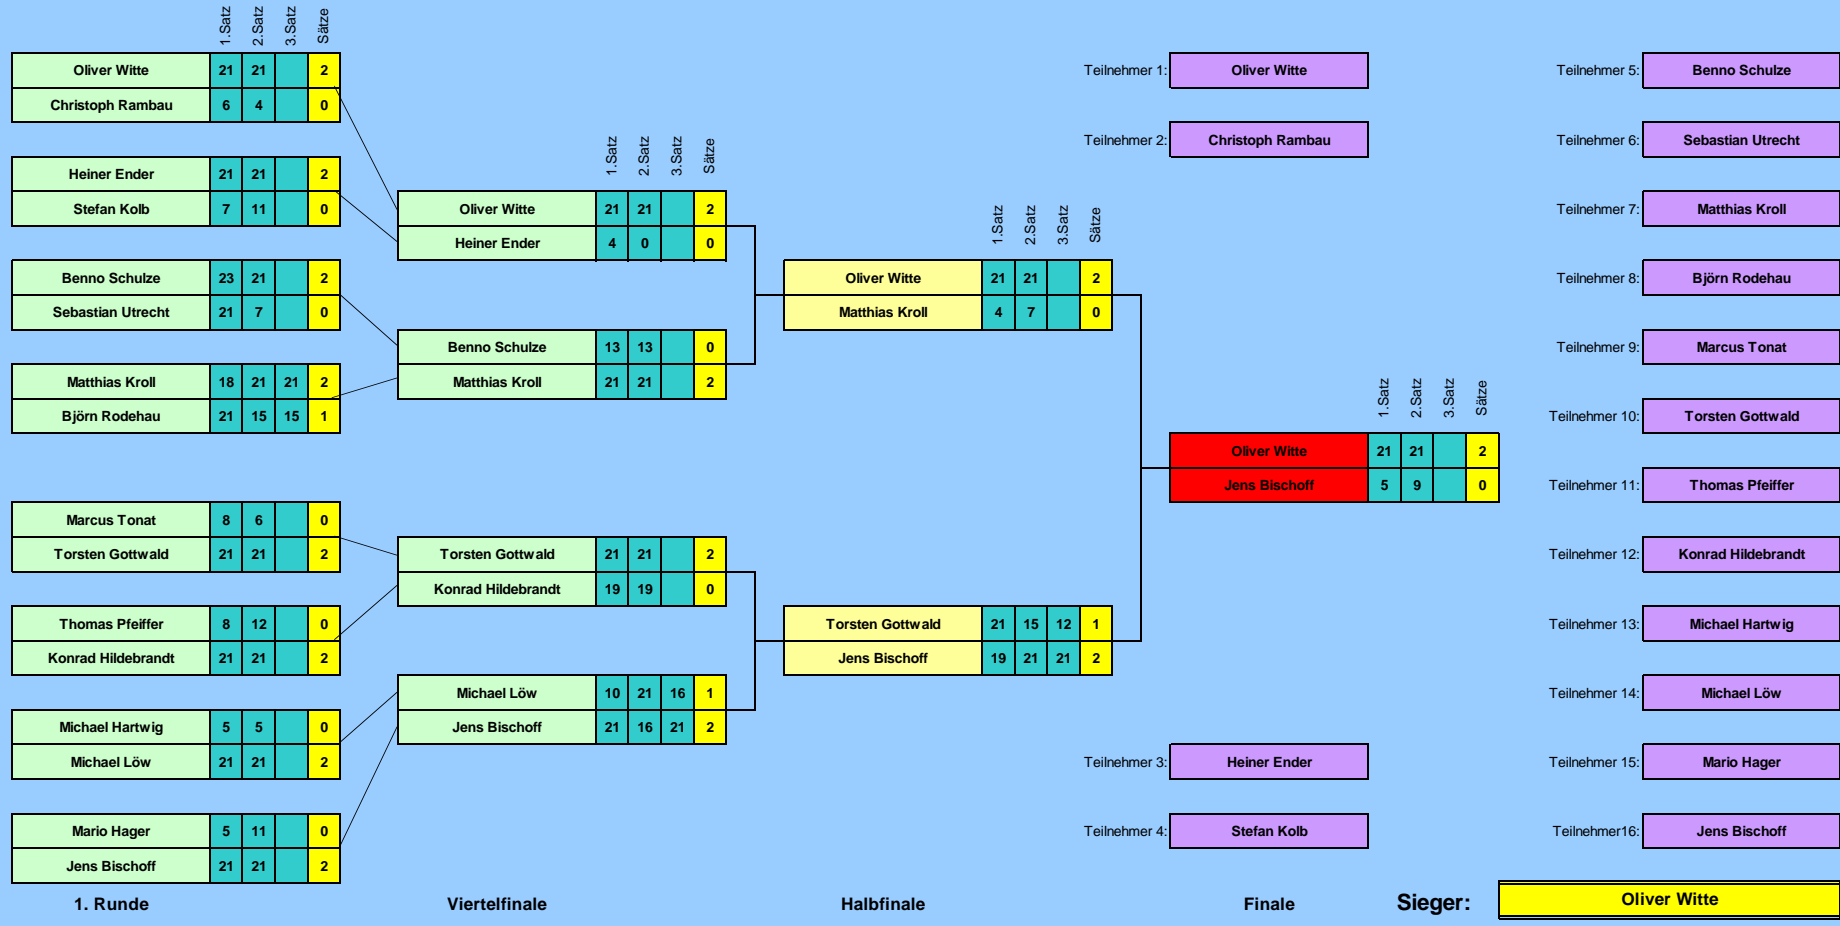 1.Satz 2.Satz 3.Satz Sätze
Oliver Witte 21 21 2
Christoph Rambau 6 4 0
Heiner Ender 21 21 2
Stefan Kolb 7 11 0
Benno Schulze 23 21 2
Sebastian Utrecht 21 7 0
Matthias Kroll 18 21 21 2
Björn Rodehau 21 15 15 1
Marcus Tonat 8 6 0
Torsten Gottwald 21 21 2
Thomas Pfeiffer 8 12 0
Konrad Hildebrandt 21 21 2
Michael Hartwig 5 5 0
Michael Löw 21 21 2
Mario Hager 5 11 0
Jens Bischoff 21 21 2
1. Runde
1.Satz 2.Satz 3.Satz Sätze
Oliver Witte 21 21 2
Heiner Ender 4 0 0
Benno Schulze 13 13 0
Matthias Kroll 21 21 2
Torsten Gottwald 21 21 2
Konrad Hildebrandt 19 19 0
Michael Löw 10 21 16 1
Jens Bischoff 21 16 21 2
Viertelfinale
1.Satz 2.Satz 3.Satz Sätze
Oliver Witte 21 21 2
Matthias Kroll 4 7 0
Torsten Gottwald 21 15 12 1
Jens Bischoff 19 21 21 2
Halbfinale
Teilnehmer 1: Oliver Witte
Teilnehmer 2: Christoph Rambau
1.Satz 2.Satz 3.Satz Sätze
Oliver Witte 21 21 2
Jens Bischoff 5 9 0
Teilnehmer 3: Heiner Ender
Teilnehmer 4: Stefan Kolb
Finale
Teilnehmer 5: Benno Schulze
Teilnehmer 6: Sebastian Utrecht
Teilnehmer 7: Matthias Kroll
Teilnehmer 8: Björn Rodehau
Teilnehmer 9: Marcus Tonat
Teilnehmer 10: Torsten Gottwald
Teilnehmer 11: Thomas Pfeiffer
Teilnehmer 12: Konrad Hildebrandt
Teilnehmer 13: Michael Hartwig
Teilnehmer 14: Michael Löw
Teilnehmer 15: Mario Hager
Teilnehmer16: Jens Bischoff
Sieger: Oliver Witte